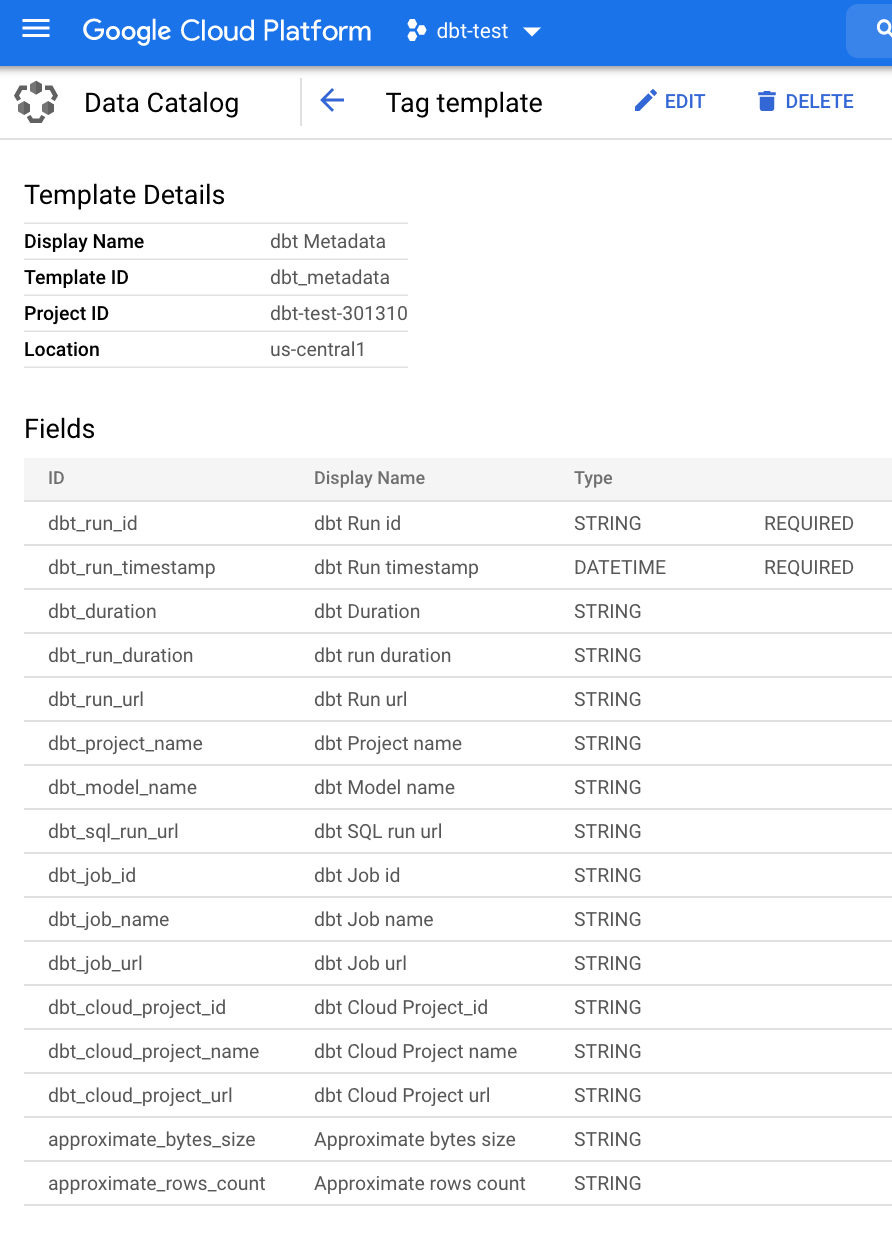 Google Cloud Platform dbt-test
Data Catalog Tag template EDIT DELETE
Template Details
Display Name dbt Metadata
Template ID dbt_metadata
Project ID dbt-test-301310
Location us-central1
Fields
ID Display Name Type
dbt_run_id dbt Run id STRING REQUIRED
dbt_run_timestamp dbt Run timestamp DATETIME REQUIRED
dbt_duration dbt Duration STRING
dbt_run_duration dbt run duration STRING
dbt_run_url dbt Run url STRING
dbt_project_name dbt Project name STRING
dbt_model_name dbt Model name STRING
dbt_sql_run_url dbt SQL run url STRING
dbt_job_id dbt Job id STRING
dbt_job_name dbt Job name STRING
dbt_job_url dbt Job url STRING
dbt_cloud_project_id dbt Cloud Project_id STRING
dbt_cloud_project_name dbt Cloud Project name STRING
dbt_cloud_project_url dbt Cloud Project url STRING
approximate_bytes_size Approximate bytes size STRING
approximate_rows_count Approximate rows count STRING